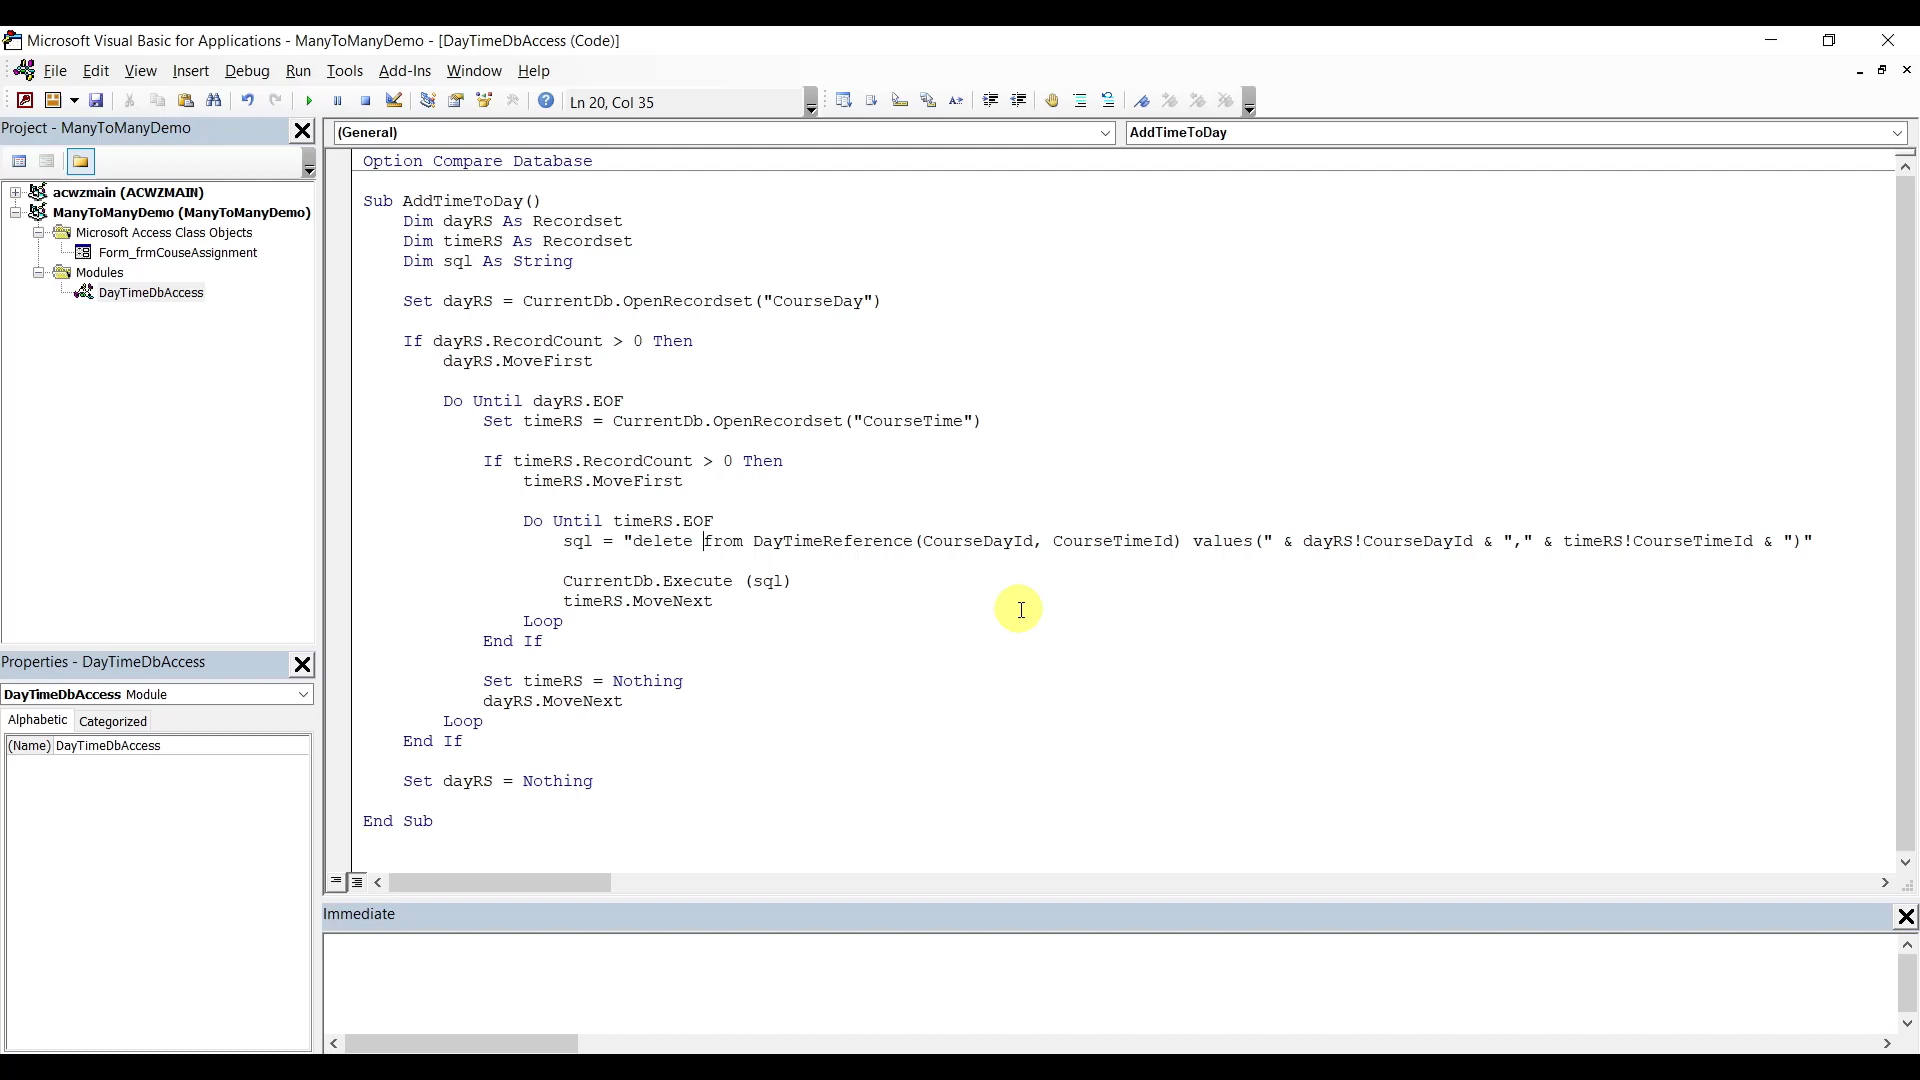 Microsoft Visual Basic for Applications - ManyToManyDemo - [DayTimeDbAccess (Code)]
File Edit View Insert Debug Run Tools Add-Ins Window Help
Ln 20, Col 35
Project - ManyToManyDemo
(General)
AddTimeToDay
acwzmain (ACWZMAIN)
ManyToManyDemo (ManyToManyDemo)
Microsoft Access Class Objects
Form_frmCouseAssignment
Modules
DayTimeDbAccess
Option Compare Database
Sub AddTimeToDay()
Dim dayRS As Recordset
Dim timeRS As Recordset
Dim sql As String
Set dayRS = CurrentDb.OpenRecordset("CourseDay")
If dayRS.RecordCount > 0 Then
dayRS.MoveFirst
Do Until dayRS.EOF
Set timeRS = CurrentDb.OpenRecordset("CourseTime")
If timeRS.RecordCount > 0 Then
timeRS.MoveFirst
Do Until timeRS.EOF
sql = "delete from DayTimeReference(CourseDayId, CourseTimeId) values(" & dayRS!CourseDayId & "," & timeRS!CourseTimeId & ")"
CurrentDb.Execute (sql)
timeRS.MoveNext
Loop
End If
Set timeRS = Nothing
dayRS.MoveNext
Loop
End If
Set dayRS = Nothing
End Sub
Properties - DayTimeDbAccess
DayTimeDbAccess Module
Alphabetic Categorized
(Name) DayTimeDbAccess
Immediate